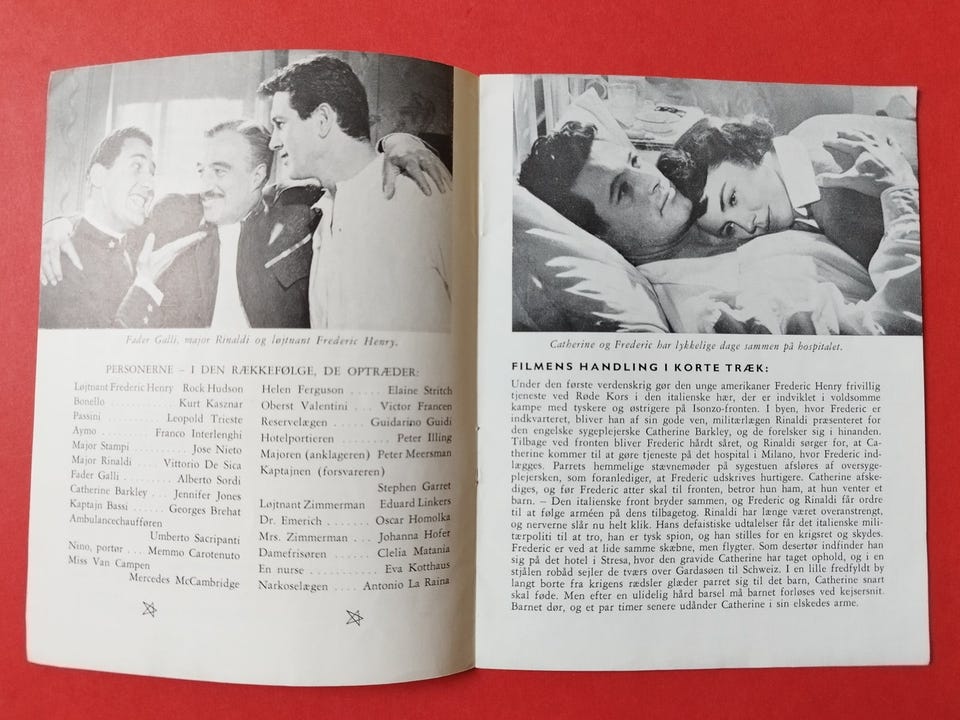 Fader Galli, major Rinaldi og løjtnant Frederic Henry.
PERSONERNE – I DEN RÆKKEFØLGE, DE OPTRÆDER:
Løjtnant Frederic Henry Rock Hudson
Bonello .......... Kurt Kasznar
Passini .......... Leopold Trieste
Aymo .......... Franco Interlenghi
Major Stampi .......... Jose Nieto
Major Rinaldi .... Vittorio De Sica
Fader Galli .......... Alberto Sordi
Catherine Barkley .. Jennifer Jones
Kaptajn Bassi ...... Georges Brehat
Ambulancechaufføren
Umberto Sacripanti
Nino, portør .. Memmo Carotenuto
Miss Van Campen
Mercedes McCambridge
Helen Ferguson ...... Elaine Stritch
Oberst Valentini .. Victor Francen
Reservelægen ...... Guidarino Guidi
Hotelportieren ...... Peter Illing
Majoren (anklageren) Peter Meersman
Kaptajnen (forsvareren)
Stephen Garret
Løjtnant Zimmerman Eduard Linkers
Dr. Emerich ....... Oscar Homolka
Mrs. Zimmerman .. Johanna Hofer
Damefrisøren ...... Clelia Matania
En nurse .......... Eva Kotthaus
Narkoselægen .... Antonio La Raina
Catherine og Frederic har lykkelige dage sammen på hospitalet.
FILMENS HANDLING I KORTE TRÆK:
Under den første verdenskrig gør den unge amerikaner Frederic Henry frivillig
tjeneste ved Røde Kors i den italienske hær, der er indviklet i voldsomme
kampe med tyskere og østrigere på Isonzo-fronten. I byen, hvor Frederic er
indkvarteret, bliver han af sin gode ven, militærlægen Rinaldi præsenteret for
den engelske sygeplejerske Catherine Barkley, og de forelsker sig i hinanden.
Tilbage ved fronten bliver Frederic hårdt såret, og Rinaldi sørger for, at Ca-
therine kommer til at gøre tjeneste på det hospital i Milano, hvor Frederic ind-
lægges. Parrets hemmelige stævnemøder på sygestuen afsløres af oversyge-
plejersken, som foranlediger, at Frederic udskrives hurtigere. Catherine afske-
diges, og før Frederic atter skal til fronten, betror hun ham, at hun venter et
barn. — Den italienske front bryder sammen, og Frederic og Rinaldi får ordre
til at følge arméen på dens tilbagetog. Rinaldi har længe været overanstrengt,
og nerverne slår nu helt klik. Hans defaitistiske udtalelser får det italienske mili-
tærpoliti til at tro, han er tysk spion, og han stilles for en krigsret og skydes.
Frederic er ved at lide samme skæbne, men flygter. Som desertør indfinder han
sig på det hotel i Stresa, hvor den gravide Catherine har taget ophold, og i en
stjålen robåd sejler de tværs over Gardasøen til Schweiz. I en lille fredfyldt by
langt borte fra krigens rædsler glæder parret sig til det barn, Catherine snart
skal føde. Men efter en ulidelig hård barsel må barnet forløses ved kejsersnit.
Barnet dør, og et par timer senere udånder Catherine i sin elskedes arme.